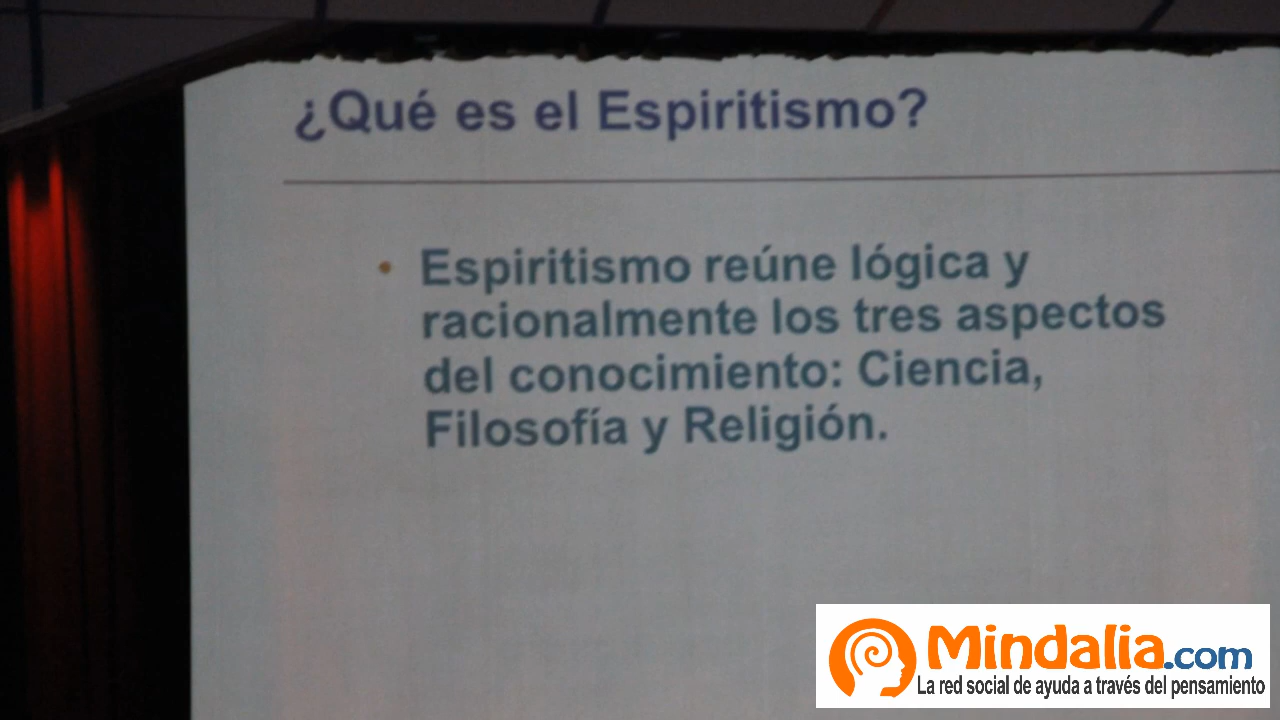 ¿Qué es el Espiritismo?
• Espiritismo reúne lógica y
racionalmente los tres aspectos
del conocimiento: Ciencia,
Filosofía y Religión.
Mindalia.com
La red social de ayuda a través del pensamiento